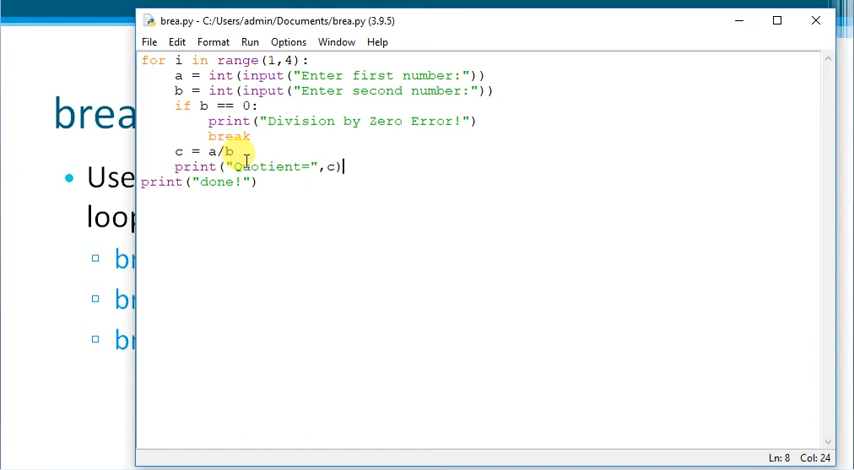 brea.py - C:/Users/admin/Documents/brea.py (3.9.5)
File Edit Format Run Options Window Help
for i in range(1,4):
    a = int(input("Enter first number:"))
    b = int(input("Enter second number:"))
    if b == 0:
        print("Division by Zero Error!")
        break
    c = a/b
    print("Quotient=",c)
print("done!")
brea
Use
loop
br
br
br
Ln: 8 Col: 24